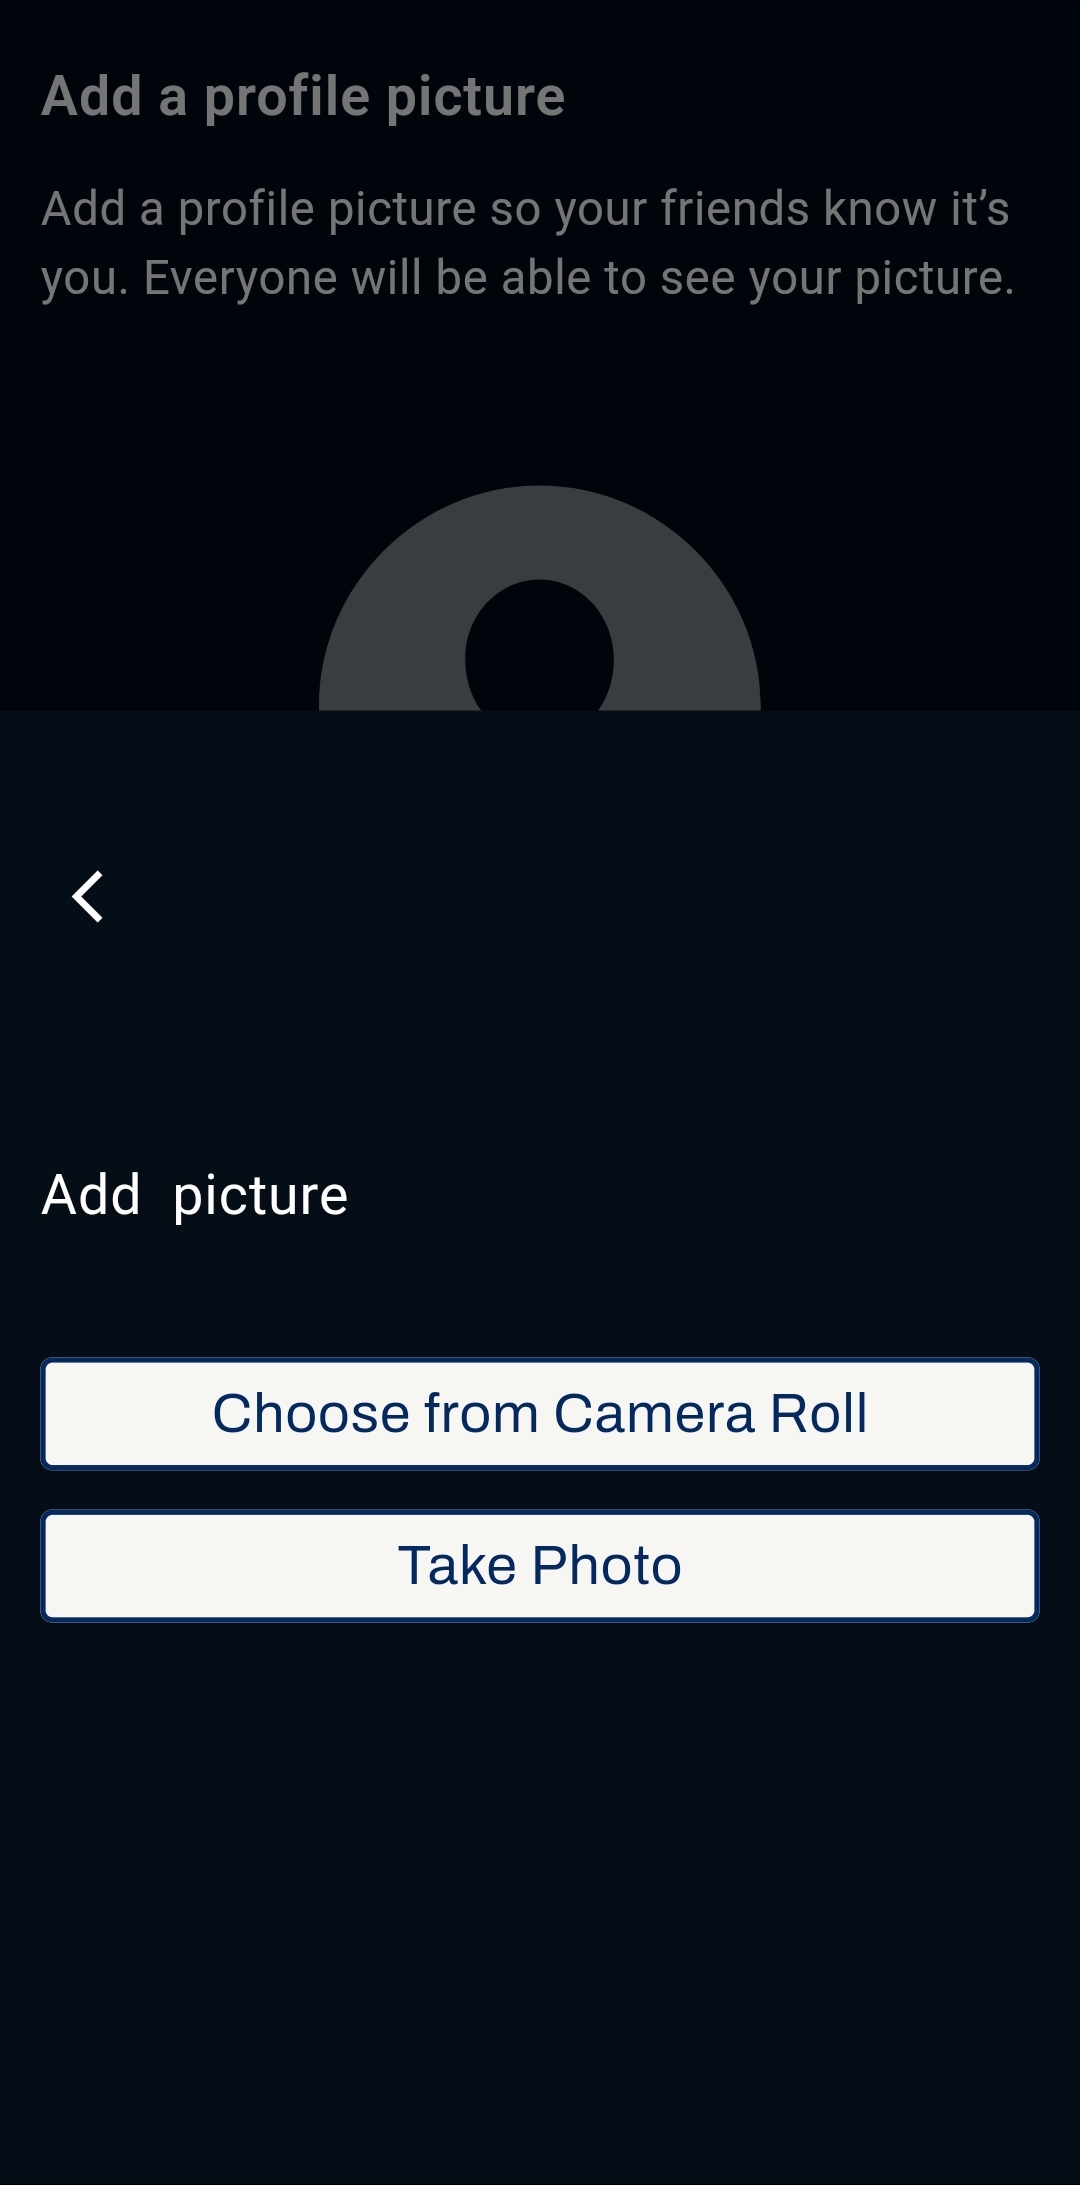 Add a profile picture
Add a profile picture so your friends know it’s
you. Everyone will be able to see your picture.
Add picture
Choose from Camera Roll
Take Photo